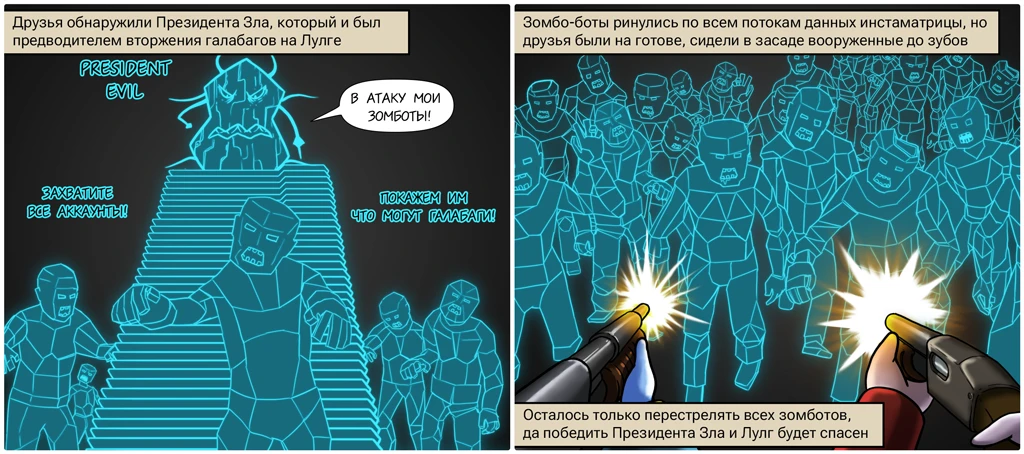 Друзья обнаружили Президента Зла, который и был
предводителем вторжения галабагов на Лулге
PRESIDENT
EVIL
В АТАКУ МОИ
ЗОМБОТЫ!
ЗАХВАТИТЕ
ВСЕ АККАУНТЫ!
ПОКАЖЕМ ИМ
ЧТО МОГУТ ГАЛАБАГИ!
Зомбо-боты ринулись по всем потокам данных инстаматрицы, но
друзья были на готове, сидели в засаде вооруженные до зубов
Осталось только перестрелять всех зомботов,
да победить Президента Зла и Лулг будет спасен